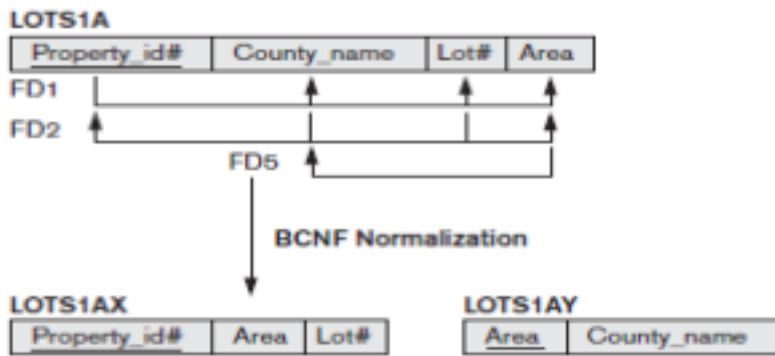 LOTS1A
Property_id# County_name Lot# Area
FD1
FD2
FD5
BCNF Normalization
LOTS1AX
Property_id# Area Lot#
LOTS1AY
Area County_name